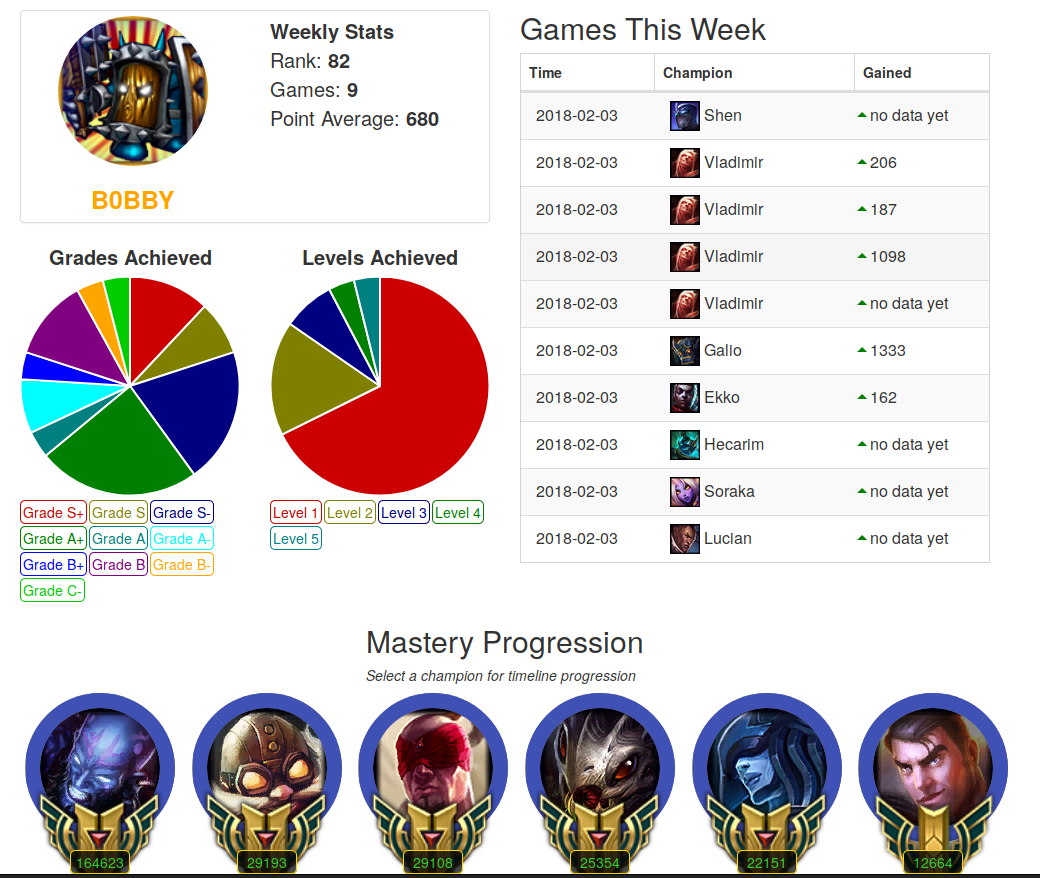 Weekly Stats
Rank: 82
Games: 9
Point Average: 680
B0BBY
Grades Achieved
Levels Achieved
Grade S+ Grade S Grade S-
Grade A+ Grade A Grade A-
Grade B+ Grade B Grade B-
Grade C-
Level 1 Level 2 Level 3 Level 4
Level 5
Games This Week
Time Champion Gained
2018-02-03 Shen no data yet
2018-02-03 Vladimir 206
2018-02-03 Vladimir 187
2018-02-03 Vladimir 1098
2018-02-03 Vladimir no data yet
2018-02-03 Galio 1333
2018-02-03 Ekko 162
2018-02-03 Hecarim no data yet
2018-02-03 Soraka no data yet
2018-02-03 Lucian no data yet
Mastery Progression
Select a champion for timeline progression
164623 29193 29108 25354 22151 12664